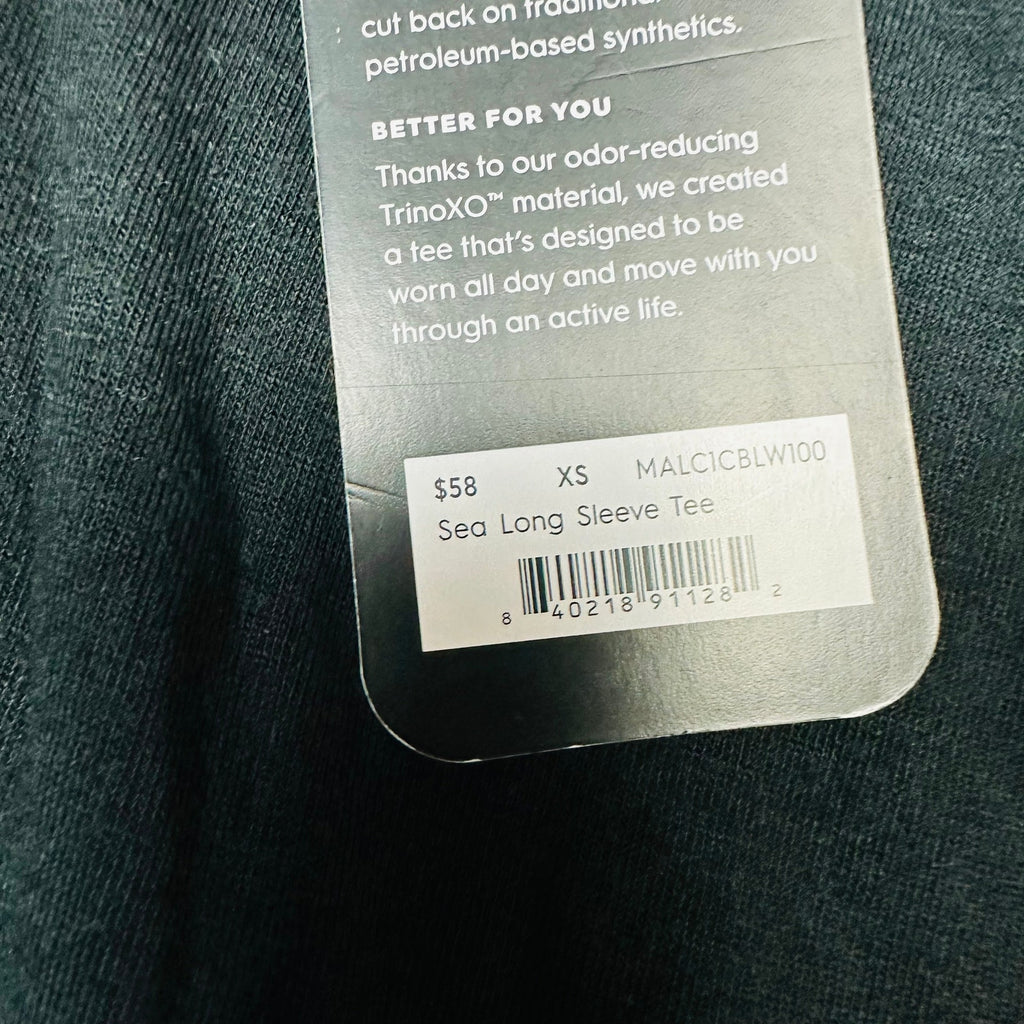 cut back on traditional
petroleum-based synthetics.
BETTER FOR YOU
Thanks to our odor-reducing
TrinoXO™ material, we created
a tee that's designed to be
worn all day and move with you
through an active life.
$58 XS MALC1CBLW100
Sea Long Sleeve Tee
8 40218 91128 2